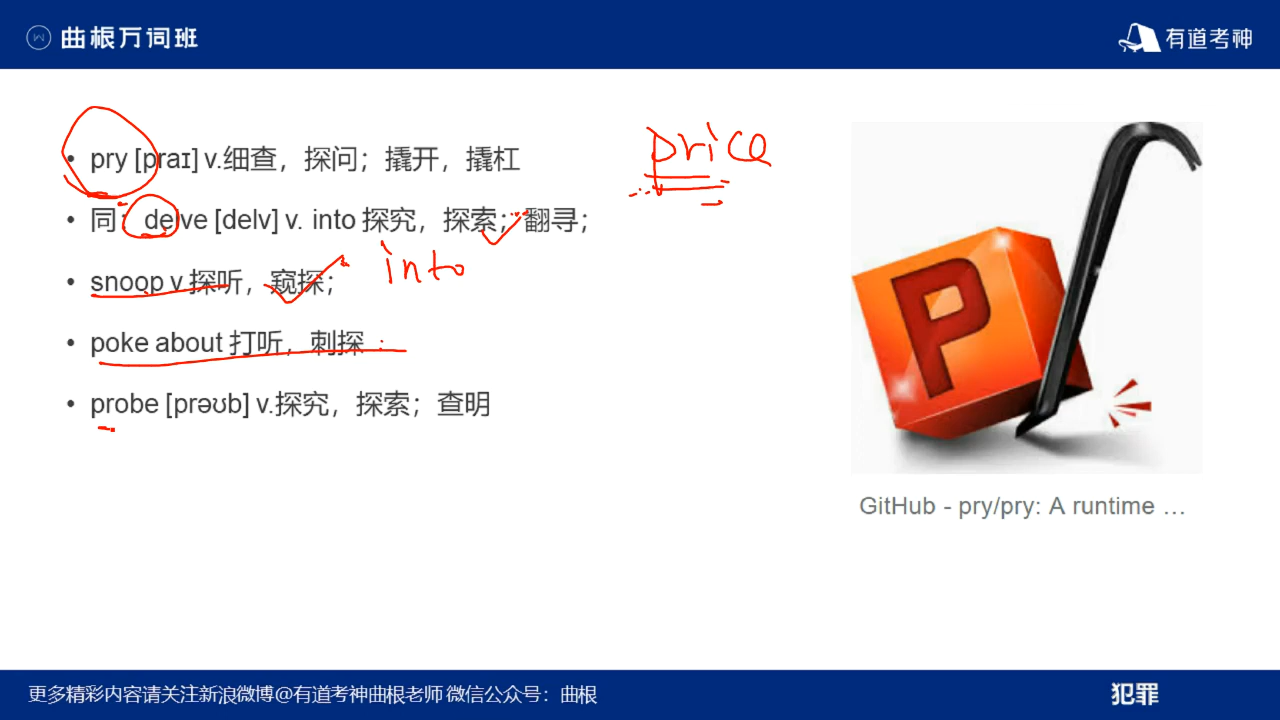 曲根万词班
有道考神
• pry [praɪ] v.细查，探问；撬开，撬杠
price
• 同：delve [delv] v. into 探究，探索；翻寻；
into
• snoop v 探听，窥探；
• poke about 打听，刺探
• probe [prəʊb] v.探究，探索；查明
P
GitHub - pry/pry: A runtime …
更多精彩内容请关注新浪微博@有道考神曲根老师 微信公众号：曲根
犯罪